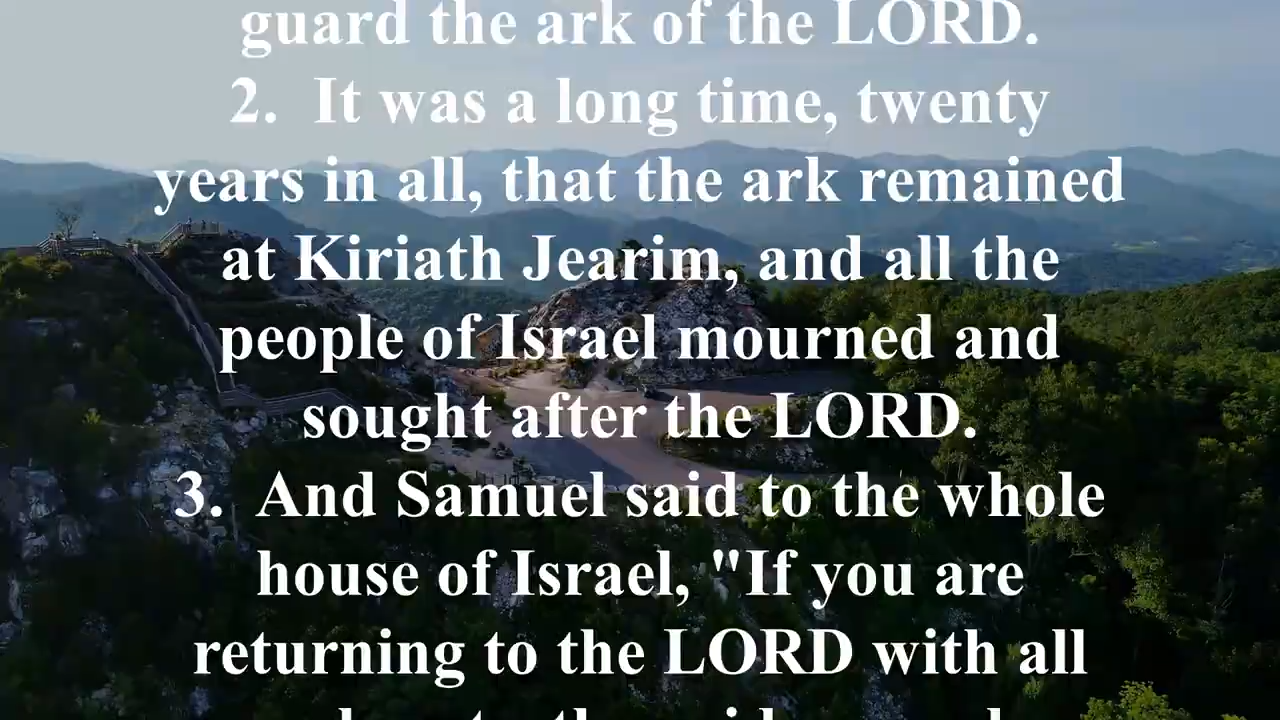 guard the ark of the LORD.
2. It was a long time, twenty
years in all, that the ark remained
at Kiriath Jearim, and all the
people of Israel mourned and
sought after the LORD.
3. And Samuel said to the whole
house of Israel, "If you are
returning to the LORD with all